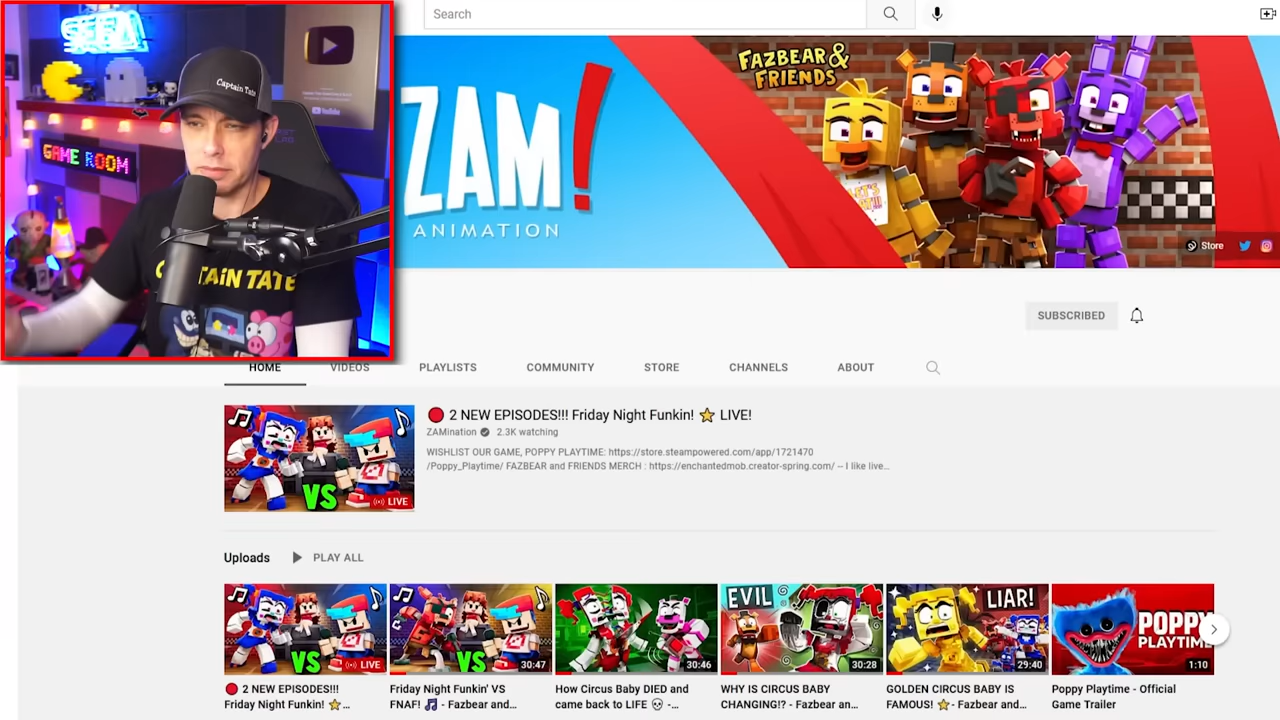 SEGA
Captain Tate
YouTube
GAME ROOM
CAPTAIN TATE
Search
ZAM!
ANIMATION
FAZBEAR &
FRIENDS
LET'S
Store
SUBSCRIBED
HOME
VIDEOS
PLAYLISTS
COMMUNITY
STORE
CHANNELS
ABOUT
2 NEW EPISODES!!! Friday Night Funkin! ⭐ LIVE!
ZAMination
2.3K watching
WISHLIST OUR GAME, POPPY PLAYTIME: https://store.steampowered.com/app/1721470
/Poppy_Playtime/ FAZBEAR and FRIENDS MERCH : https://enchantedmob.creator-spring.com/ -- I like live...
VS
LIVE
Uploads
PLAY ALL
VS
LIVE
VS
30:47
30:46
EVIL
30:28
LIAR!
29:40
POPPY
PLAYTIME
1:10
🔴 2 NEW EPISODES!!!
Friday Night Funkin! ⭐...
Friday Night Funkin' VS
FNAF! 🎵 - Fazbear and...
How Circus Baby DIED and
came back to LIFE 💀 -...
WHY IS CIRCUS BABY
CHANGING!? - Fazbear an...
GOLDEN CIRCUS BABY IS
FAMOUS! ⭐- Fazbear and...
Poppy Playtime - Official
Game Trailer